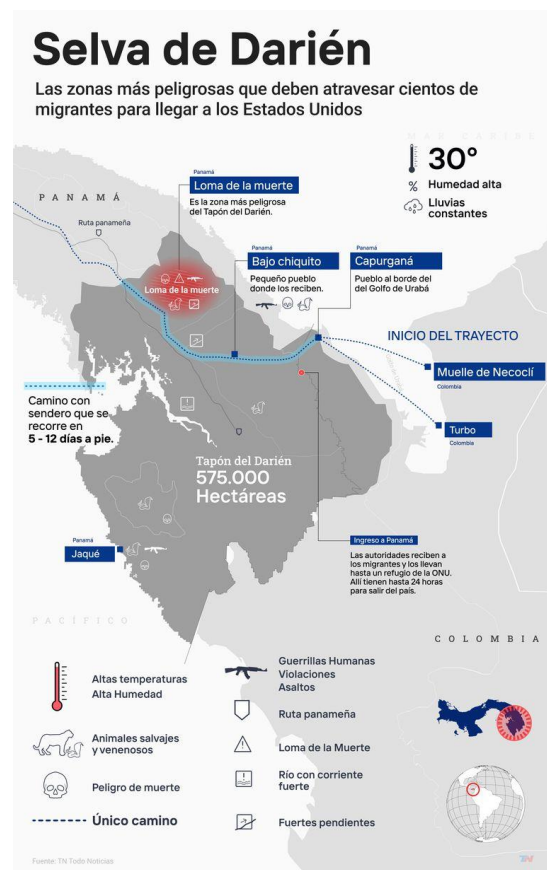 Selva de Darién
Las zonas más peligrosas que deben atravesar cientos de
migrantes para llegar a los Estados Unidos
MAR CARIBE
30°
Humedad alta
Lluvias
constantes
PANAMÁ
Ruta panameña
Panamá
Loma de la muerte
Es la zona más peligrosa
del Tapón del Darién.
Panamá
Bajo chiquito
Pequeño pueblo
donde los reciben.
Panamá
Capurganá
Pueblo al borde del
del Golfo de Urabá
Loma de la muerte
INICIO DEL TRAYECTO
Muelle de Necoclí
Colombia
Turbo
Colombia
Camino con
sendero que se
recorre en
5 - 12 días a pie.
Tapón del Darién
575.000
Hectáreas
Panamá
Jaqué
Ingreso a Panamá
Las autoridades reciben a
los migrantes y los llevan
hasta un refugio de la ONU.
Allí tienen hasta 24 horas
para salir del país.
PACÍFICO
COLOMBIA
Altas temperaturas
Alta Humedad
Animales salvajes
y venenosos
Peligro de muerte
Único camino
Guerrillas Humanas
Violaciones
Asaltos
Ruta panameña
Loma de la Muerte
Río con corriente
fuerte
Fuertes pendientes
Fuente: TN Todo Noticias
TN